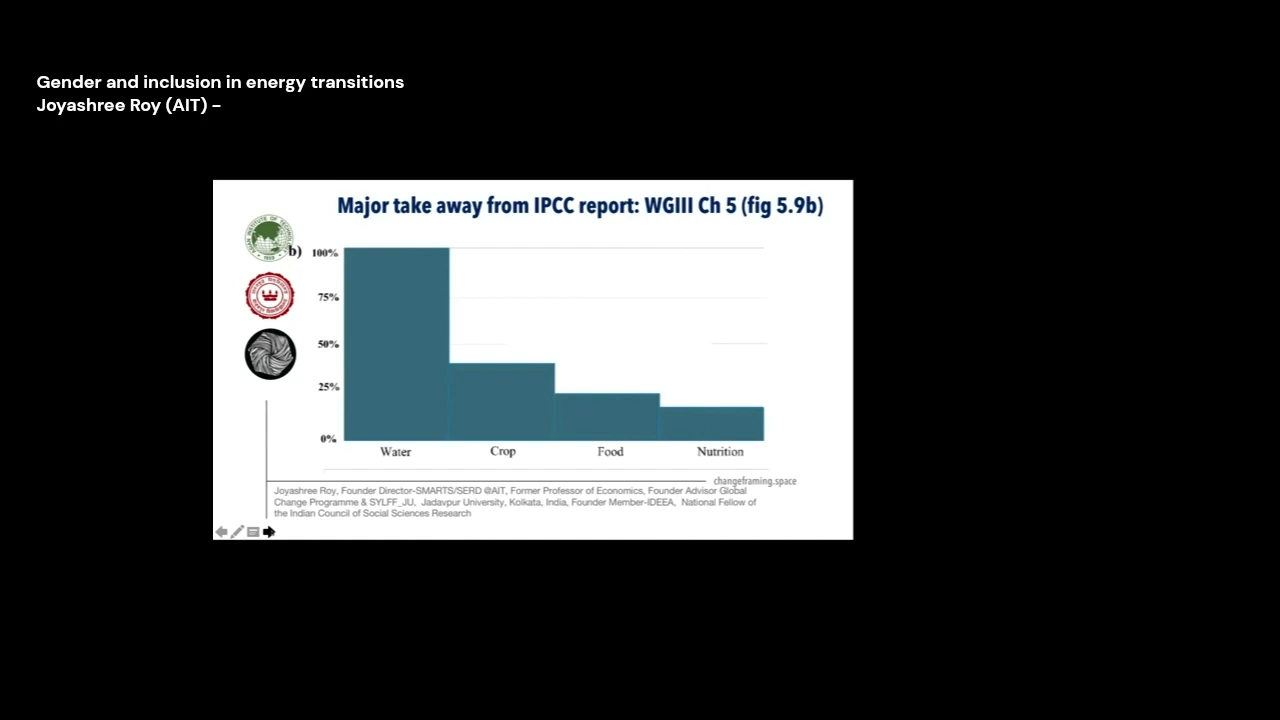 Gender and inclusion in energy transitions
Joyashree Roy (AIT) –
Major take away from IPCC report: WGIII Ch 5 (fig 5.9b)
b)
100%
75%
50%
25%
0%
Water Crop Food Nutrition
changeframing.space
Joyashree Roy, Founder Director-SMARTS/SERD @AIT, Former Professor of Economics, Founder Advisor Global
Change Programme & SYLFF_JU, Jadavpur University, Kolkata, India, Founder Member-IDEEA, National Fellow of
the Indian Council of Social Sciences Research